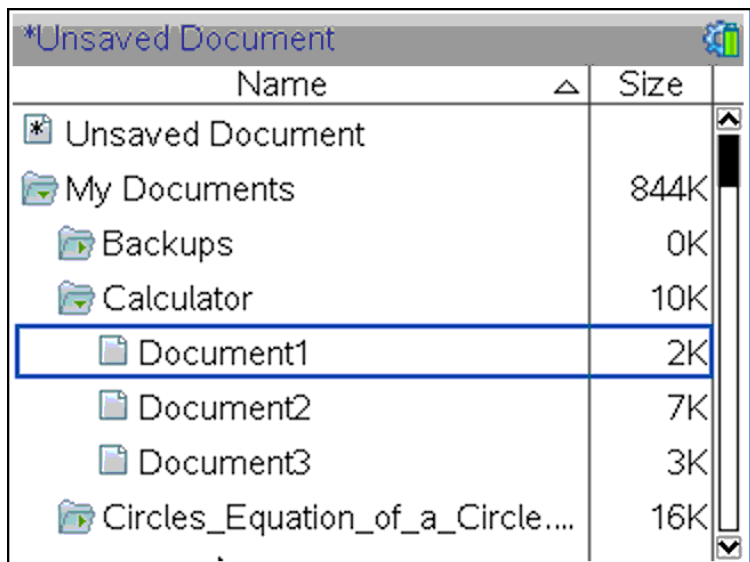 *Unsaved Document
Name Size
Unsaved Document
My Documents 844K
Backups 0K
Calculator 10K
Document1 2K
Document2 7K
Document3 3K
Circles_Equation_of_a_Circle.... 16K